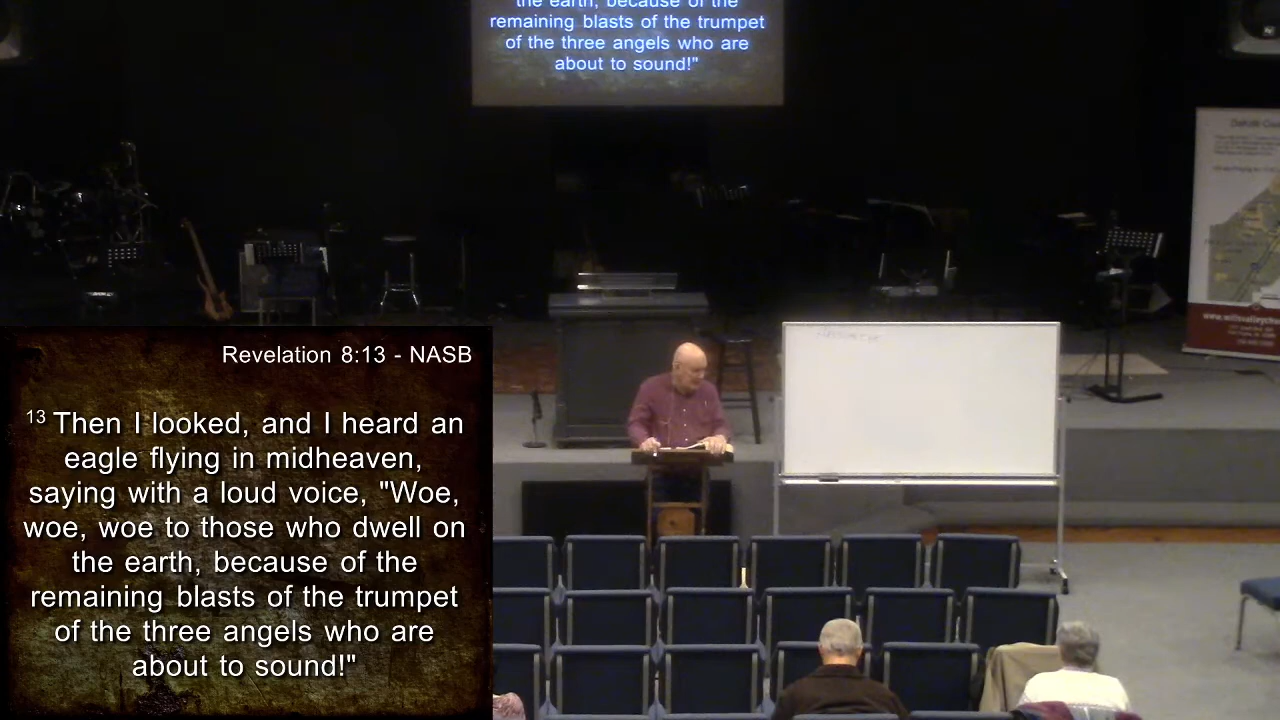 the earth, because of the
remaining blasts of the trumpet
of the three angels who are
about to sound!"
Revelation 8:13 - NASB
13 Then I looked, and I heard an
eagle flying in midheaven,
saying with a loud voice, "Woe,
woe, woe to those who dwell on
the earth, because of the
remaining blasts of the trumpet
of the three angels who are
about to sound!"